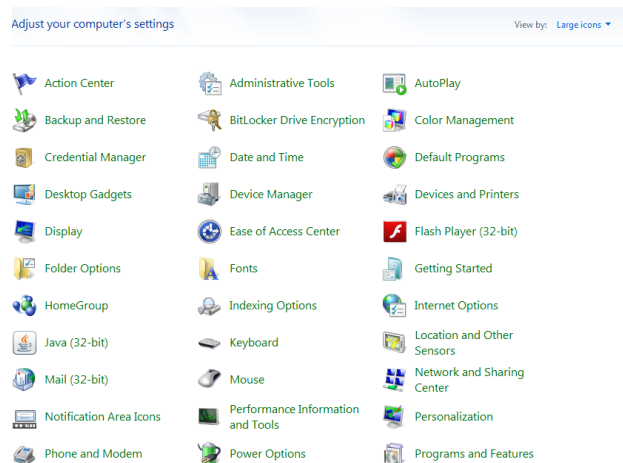 Adjust your computer's settings
View by: Large icons
Action Center
Administrative Tools
AutoPlay
Backup and Restore
BitLocker Drive Encryption
Color Management
Credential Manager
Date and Time
Default Programs
Desktop Gadgets
Device Manager
Devices and Printers
Display
Ease of Access Center
Flash Player (32-bit)
Folder Options
Fonts
Getting Started
HomeGroup
Indexing Options
Internet Options
Java (32-bit)
Keyboard
Location and Other
Sensors
Mail (32-bit)
Mouse
Network and Sharing
Center
Notification Area Icons
Performance Information
and Tools
Personalization
Phone and Modem
Power Options
Programs and Features